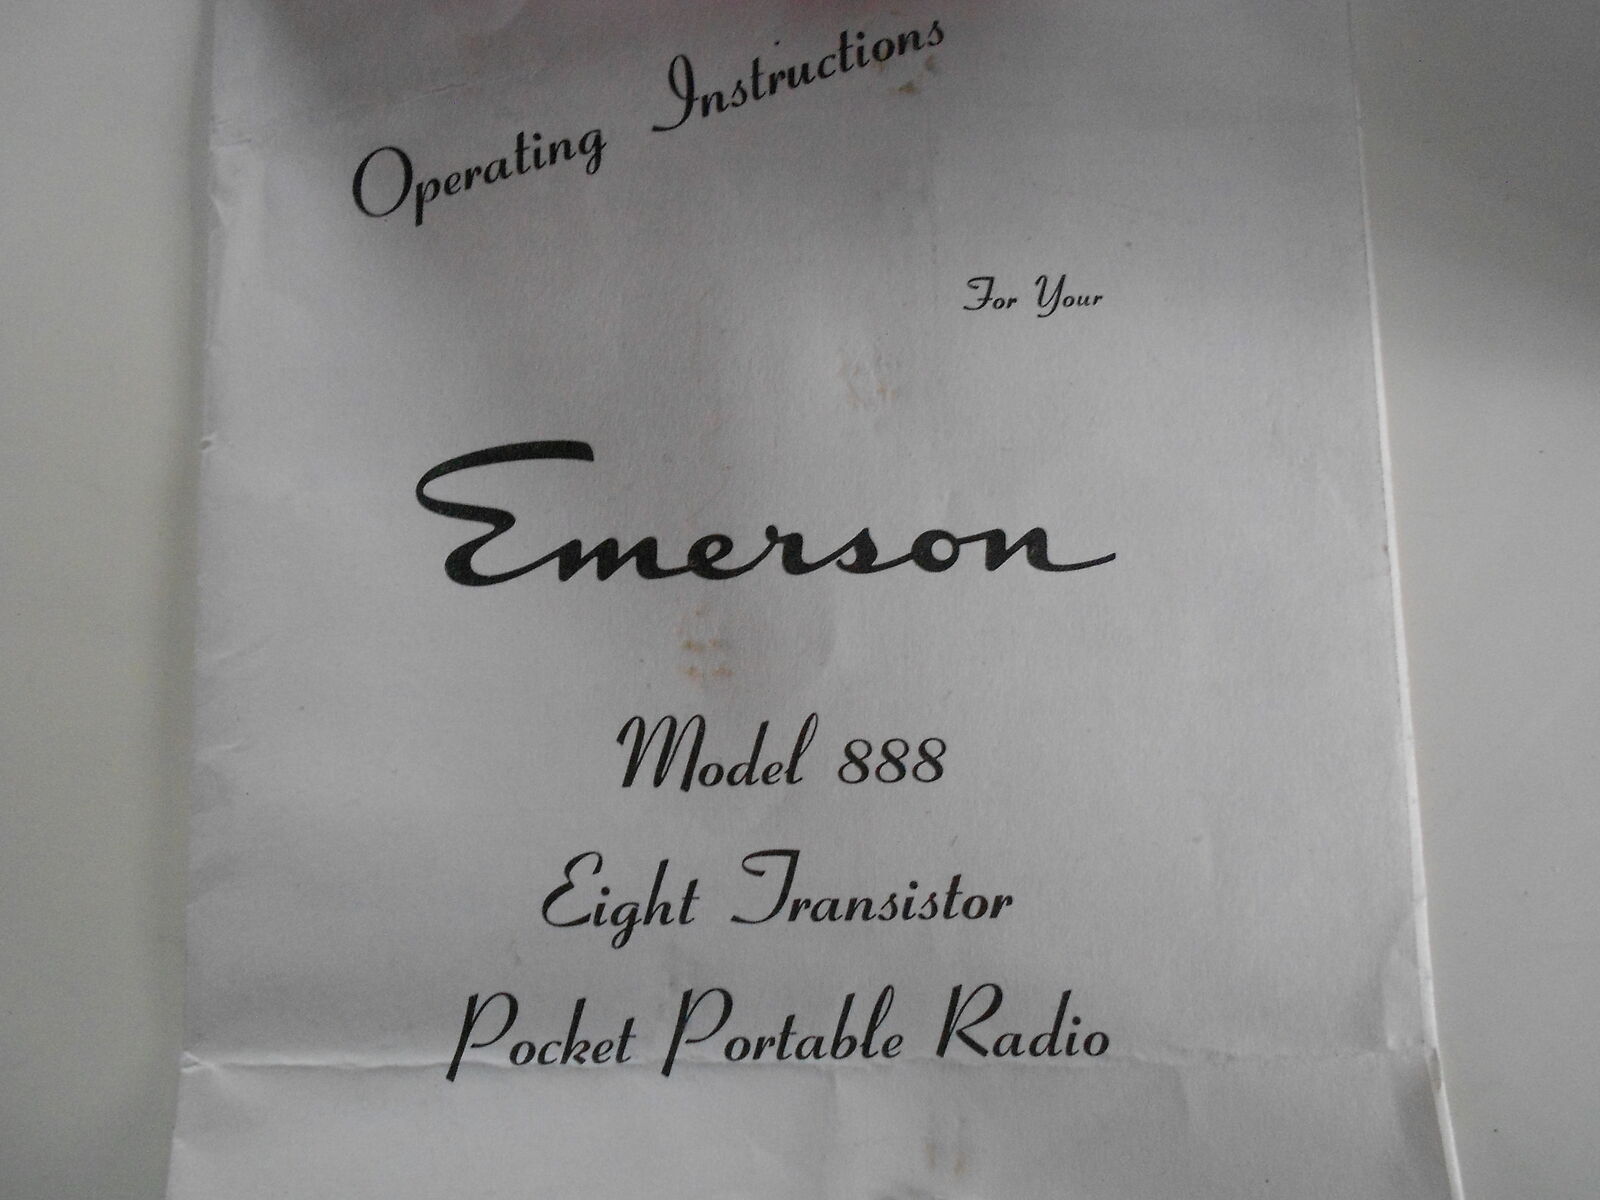 Operating Instructions
For Your
Emerson
Model 888
Eight Transistor
Pocket Portable Radio